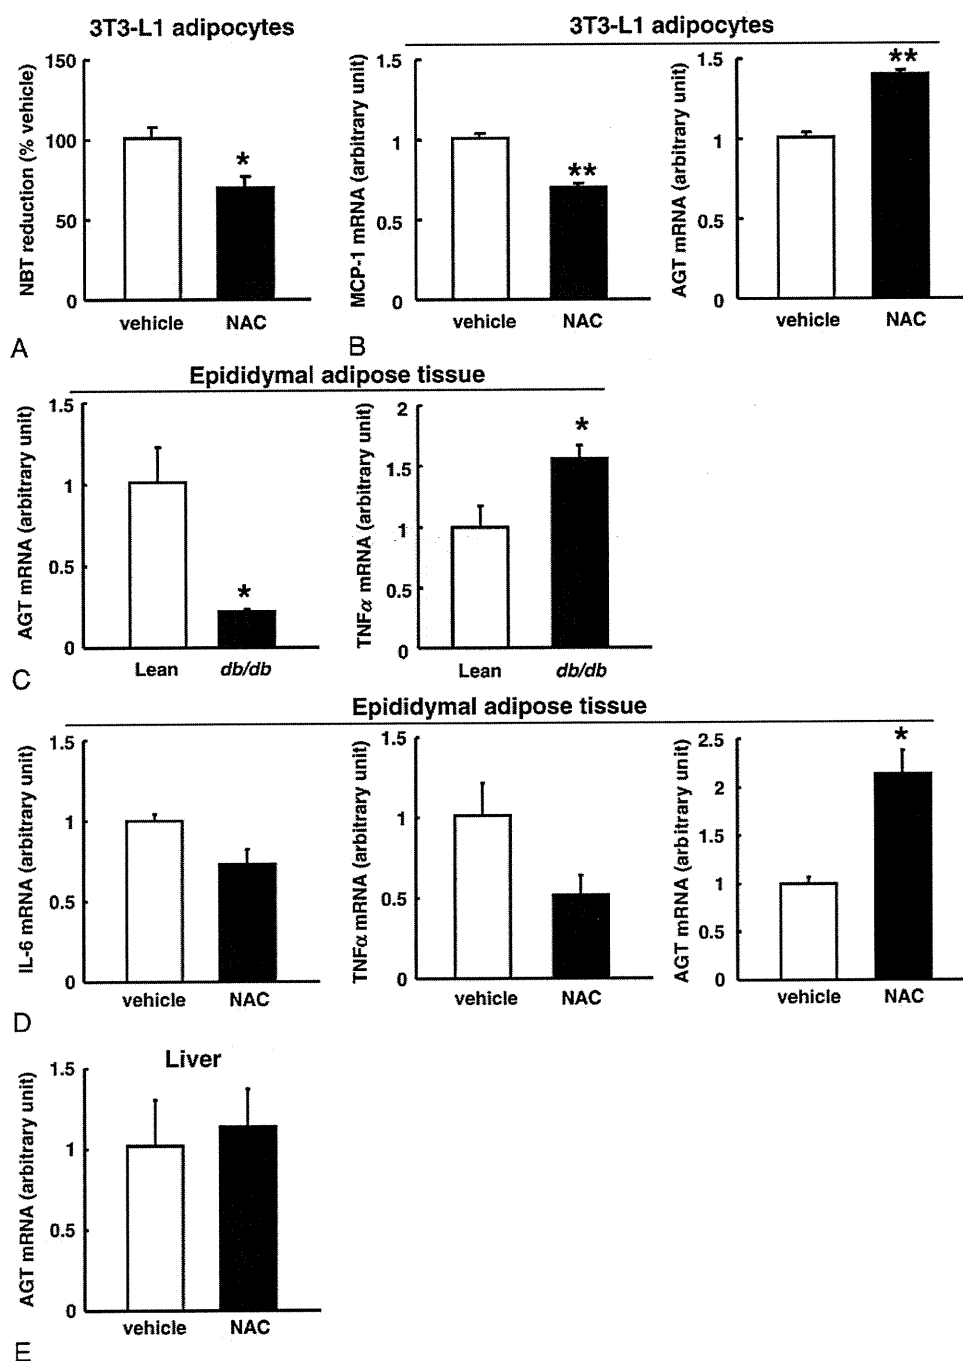 3T3-L1 adipocytes
3T3-L1 adipocytes
NBT reduction (% vehicle)
150
100
50
0
*
vehicle NAC
A
MCP-1 mRNA (arbitrary unit)
1.5
1
0.5
0
**
vehicle NAC
B
AGT mRNA (arbitrary unit)
1.5
1
0.5
0
**
vehicle NAC
Epididymal adipose tissue
AGT mRNA (arbitrary unit)
1.5
1
0.5
0
*
Lean db/db
C
TNFα mRNA (arbitrary unit)
2
1.5
1
0.5
0
*
Lean db/db
Epididymal adipose tissue
IL-6 mRNA (arbitrary unit)
1.5
1
0.5
0
vehicle NAC
D
TNFα mRNA (arbitrary unit)
1.5
1
0.5
0
vehicle NAC
AGT mRNA (arbitrary unit)
2.5
2
1.5
1
0.5
0
*
vehicle NAC
Liver
AGT mRNA (arbitrary unit)
1.5
1
0.5
0
vehicle NAC
E